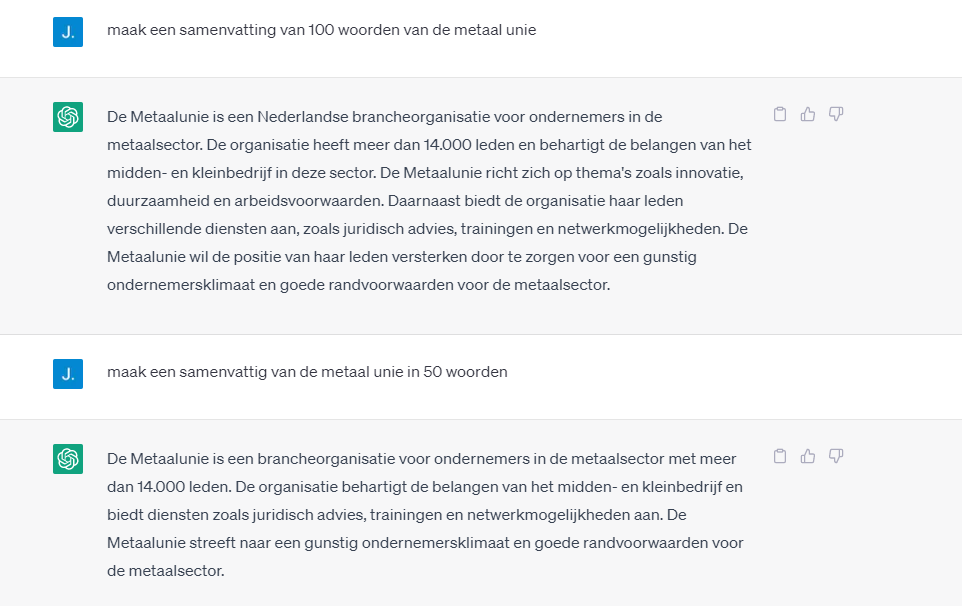 J. maak een samenvatting van 100 woorden van de metaal unie
De Metaalunie is een Nederlandse brancheorganisatie voor ondernemers in de
metaalsector. De organisatie heeft meer dan 14.000 leden en behartigt de belangen van het
midden- en kleinbedrijf in deze sector. De Metaalunie richt zich op thema's zoals innovatie,
duurzaamheid en arbeidsvoorwaarden. Daarnaast biedt de organisatie haar leden
verschillende diensten aan, zoals juridisch advies, trainingen en netwerkmogelijkheden. De
Metaalunie wil de positie van haar leden versterken door te zorgen voor een gunstig
ondernemersklimaat en goede randvoorwaarden voor de metaalsector.
J. maak een samenvattig van de metaal unie in 50 woorden
De Metaalunie is een brancheorganisatie voor ondernemers in de metaalsector met meer
dan 14.000 leden. De organisatie behartigt de belangen van het midden- en kleinbedrijf en
biedt diensten zoals juridisch advies, trainingen en netwerkmogelijkheden aan. De
Metaalunie streeft naar een gunstig ondernemersklimaat en goede randvoorwaarden voor
de metaalsector.